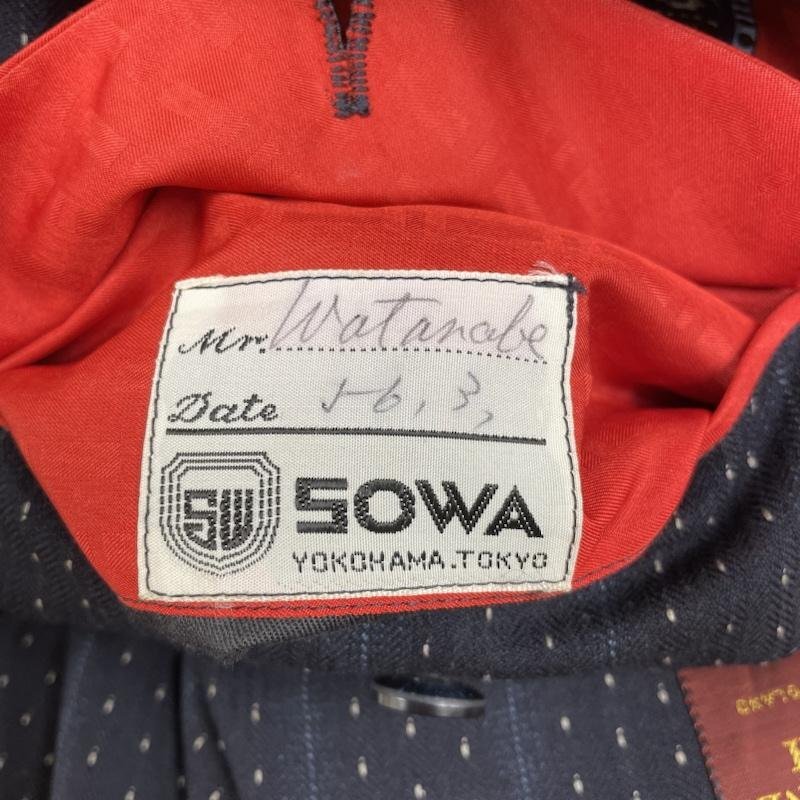 Mr. Watanabe
Date 56, 3,
SW SOWA
YOKOHAMA.TOKYO